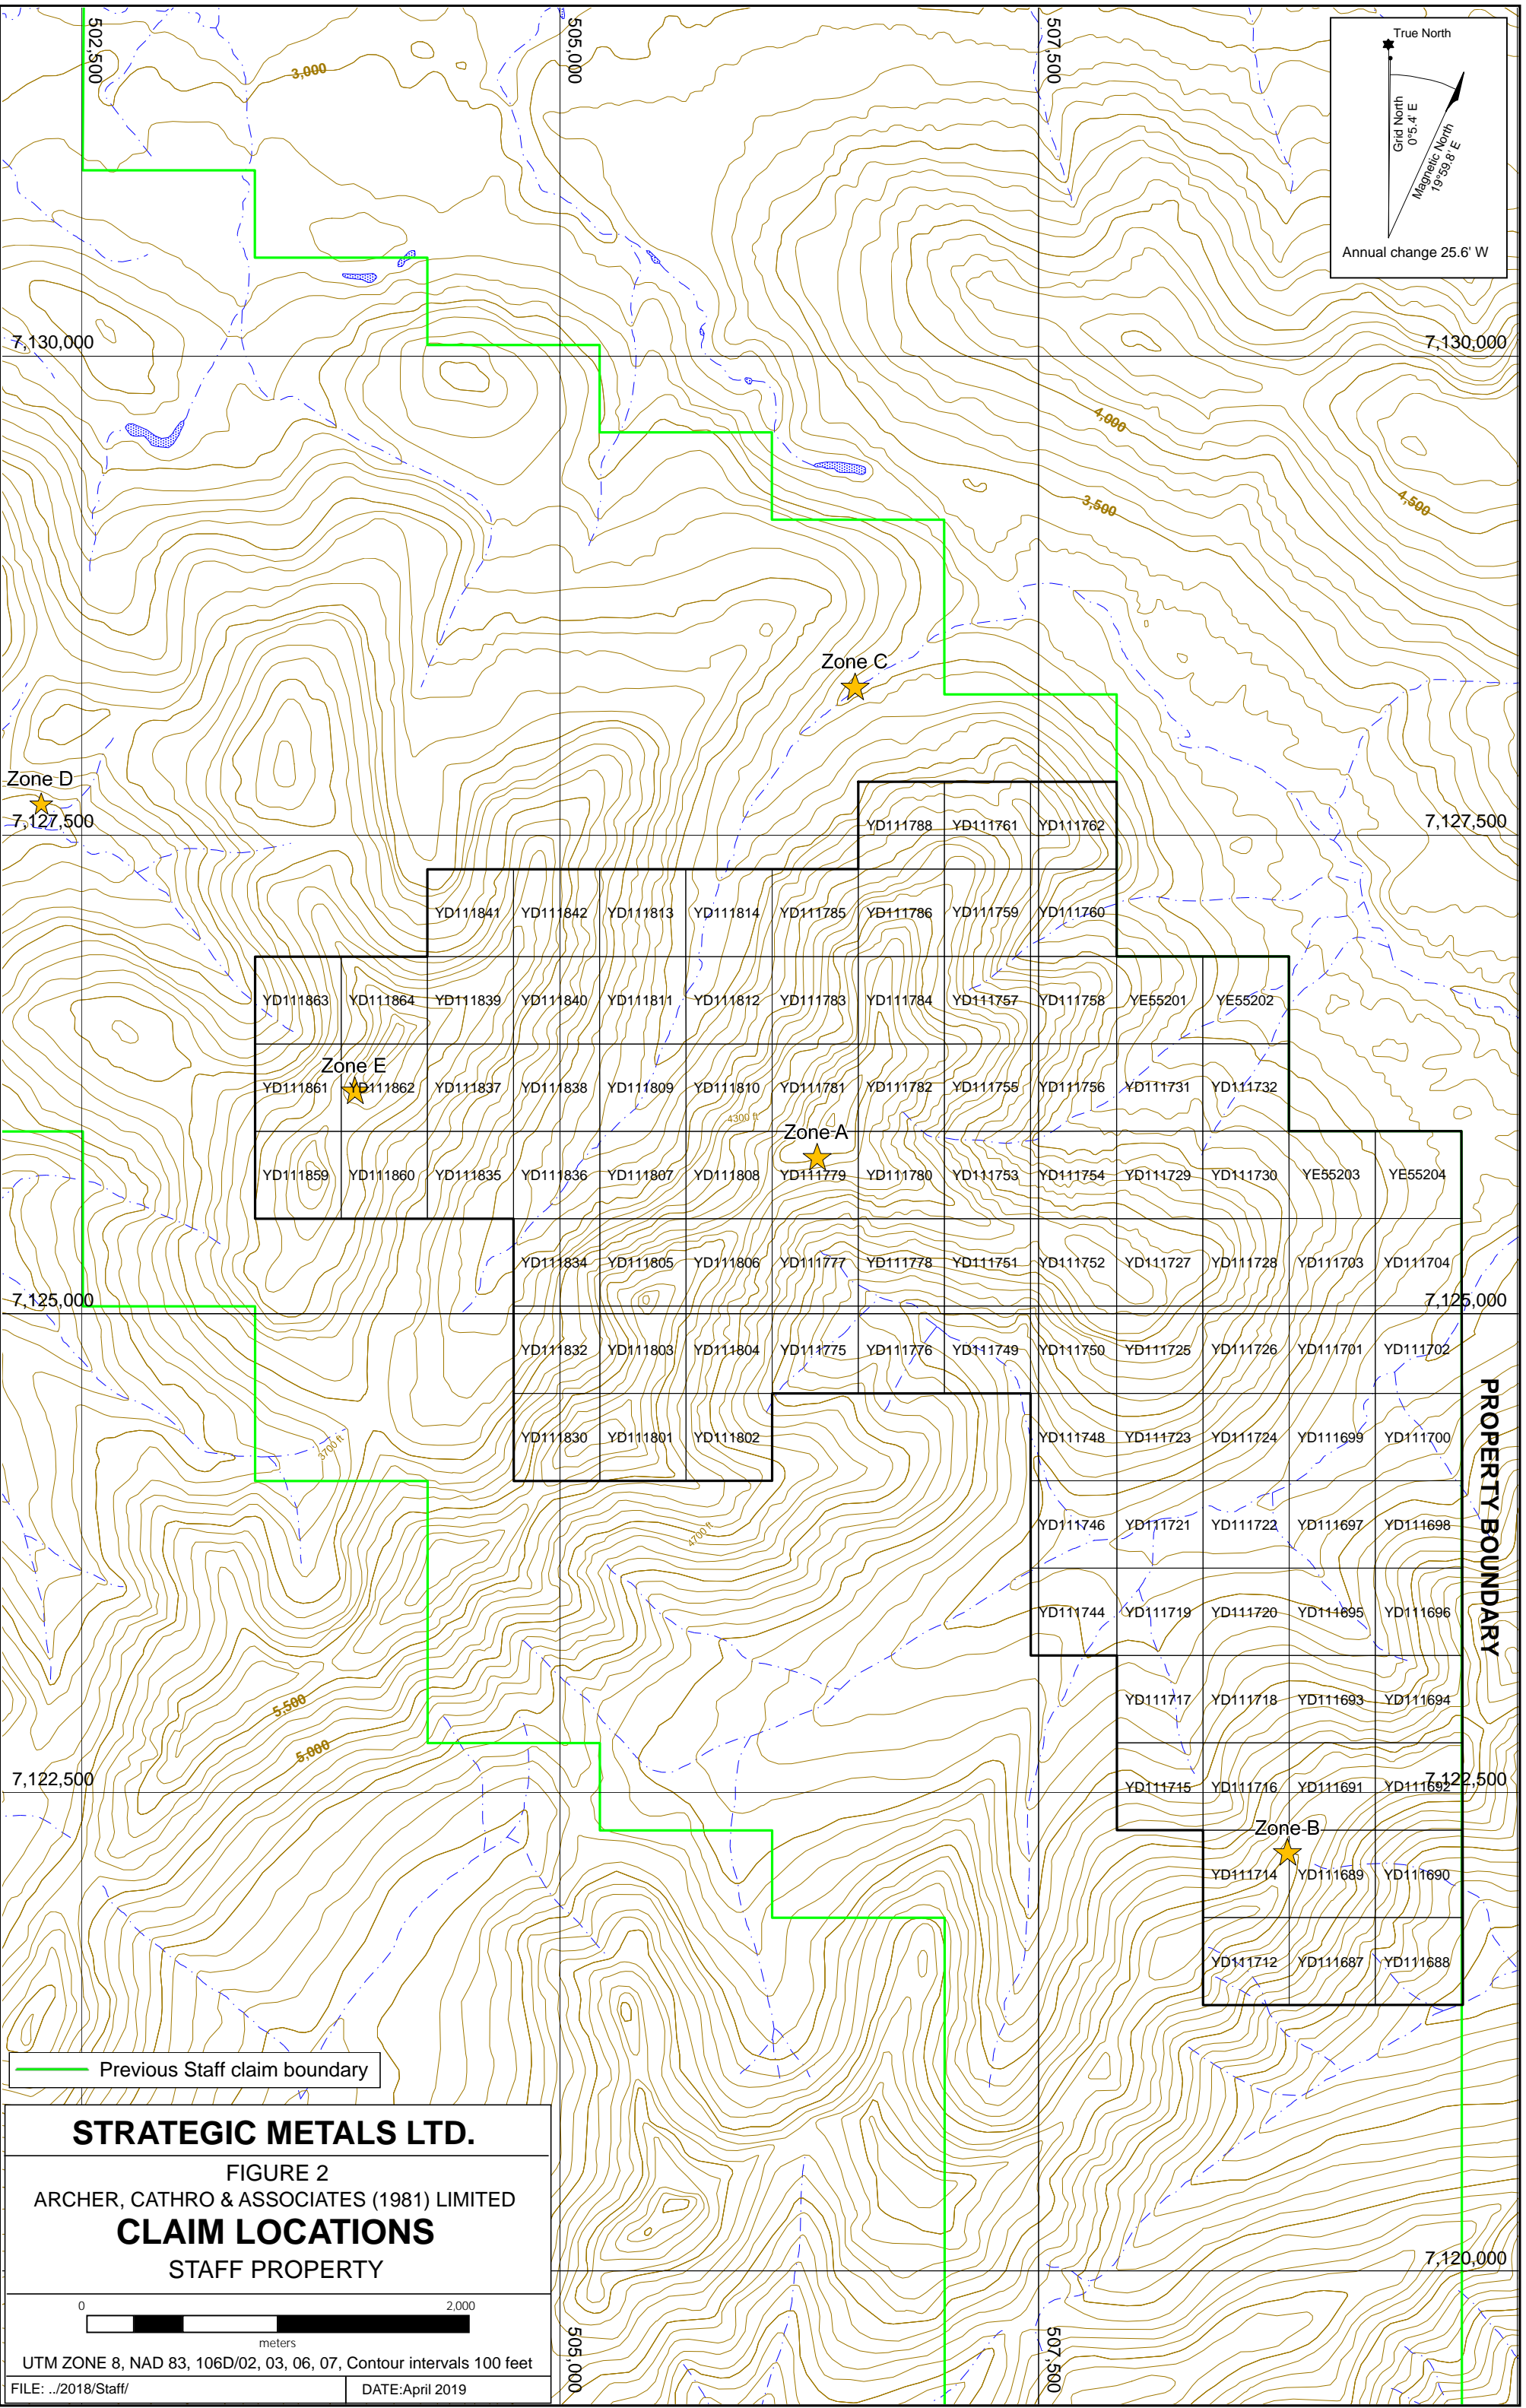 502,500
505,000
507,500
True North
Grid North
0°5.4' E
Magnetic North
19°59.8' E
Annual change 25.6' W
3,000
7,130,000
7,130,000
4,000
3,500
4,500
Zone C
Zone D
7,127,500
7,127,500
YD111788 YD111761 YD111762
YD111841 YD111842 YD111813 YD111814 YD111785 YD111786 YD111759 YD111760
YD111863 YD111864 YD111839 YD111840 YD111811 YD111812 YD111783 YD111784 YD111757 YD111758 YE55201 YE55202
Zone E
YD111861 YD111862 YD111837 YD111838 YD111809 YD111810 YD111781 YD111782 YD111755 YD111756 YD111731 YD111732
4300 ft
Zone A
YD111859 YD111860 YD111835 YD111836 YD111807 YD111808 YD111779 YD111780 YD111753 YD111754 YD111729 YD111730 YE55203 YE55204
YD111834 YD111805 YD111806 YD111777 YD111778 YD111751 YD111752 YD111727 YD111728 YD111703 YD111704
7,125,000
7,125,000
YD111832 YD111803 YD111804 YD111775 YD111776 YD111749 YD111750 YD111725 YD111726 YD111701 YD111702
PROPERTY BOUNDARY
YD111830 YD111801 YD111802 YD111748 YD111723 YD111724 YD111699 YD111700
3700 ft
4700 ft
YD111746 YD111721 YD111722 YD111697 YD111698
YD111744 YD111719 YD111720 YD111695 YD111696
5,500
5,000
YD111717 YD111718 YD111693 YD111694
7,122,500
YD111715 YD111716 YD111691 YD111692
7,122,500
Zone B
YD111714 YD111689 YD111690
YD111712 YD111687 YD111688
Previous Staff claim boundary
STRATEGIC METALS LTD.
FIGURE 2
ARCHER, CATHRO & ASSOCIATES (1981) LIMITED
CLAIM LOCATIONS
STAFF PROPERTY
0 2,000
meters
UTM ZONE 8, NAD 83, 106D/02, 03, 06, 07, Contour intervals 100 feet
FILE: ../2018/Staff/
DATE:April 2019
7,120,000
505,000
507,500